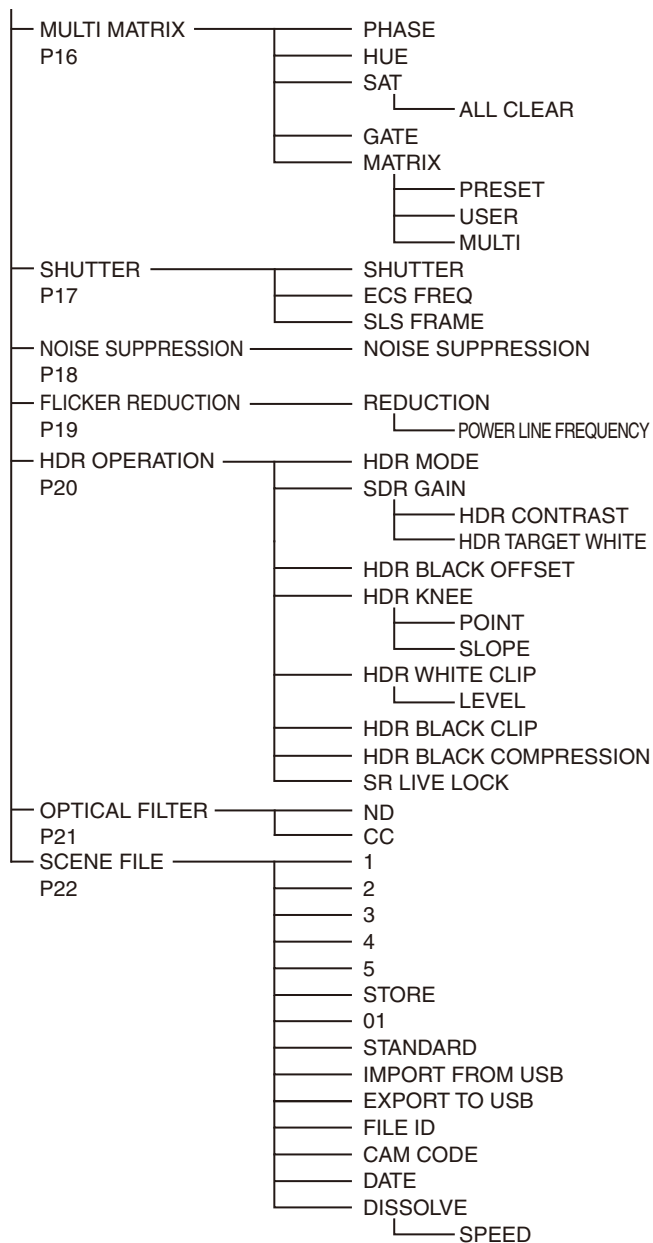 MULTI MATRIX PHASE
P16 HUE
SAT
ALL CLEAR
GATE
MATRIX
PRESET
USER
MULTI
SHUTTER SHUTTER
P17 ECS FREQ
SLS FRAME
NOISE SUPPRESSION NOISE SUPPRESSION
P18
FLICKER REDUCTION REDUCTION
P19 POWER LINE FREQUENCY
HDR OPERATION HDR MODE
P20 SDR GAIN
HDR CONTRAST
HDR TARGET WHITE
HDR BLACK OFFSET
HDR KNEE
POINT
SLOPE
HDR WHITE CLIP
LEVEL
HDR BLACK CLIP
HDR BLACK COMPRESSION
SR LIVE LOCK
OPTICAL FILTER ND
P21 CC
SCENE FILE 1
P22 2
3
4
5
STORE
01
STANDARD
IMPORT FROM USB
EXPORT TO USB
FILE ID
CAM CODE
DATE
DISSOLVE
SPEED